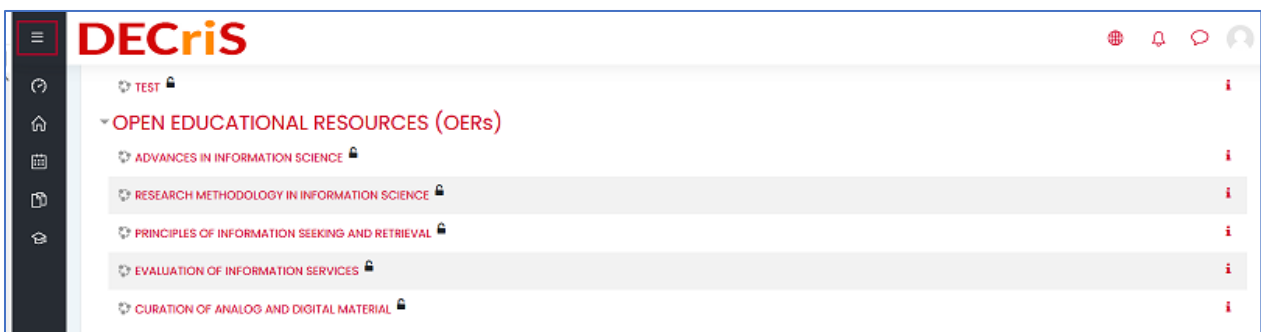 DECriS
TEST
OPEN EDUCATIONAL RESOURCES (OERs)
ADVANCES IN INFORMATION SCIENCE
RESEARCH METHODOLOGY IN INFORMATION SCIENCE
PRINCIPLES OF INFORMATION SEEKING AND RETRIEVAL
EVALUATION OF INFORMATION SERVICES
CURATION OF ANALOG AND DIGITAL MATERIAL